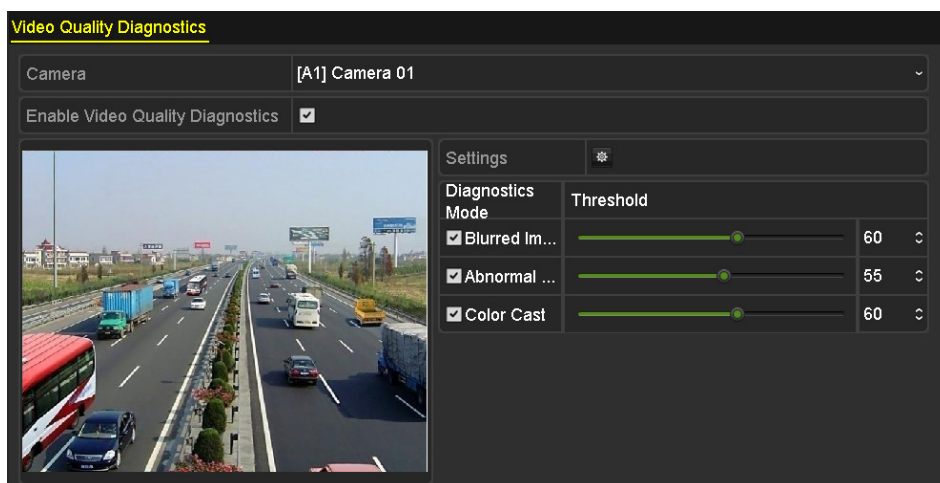 Video Quality Diagnostics
Camera
[A1] Camera 01
Enable Video Quality Diagnostics
Settings
Diagnostics
Mode
Threshold
Blurred Im...
60
Abnormal ...
55
Color Cast
60